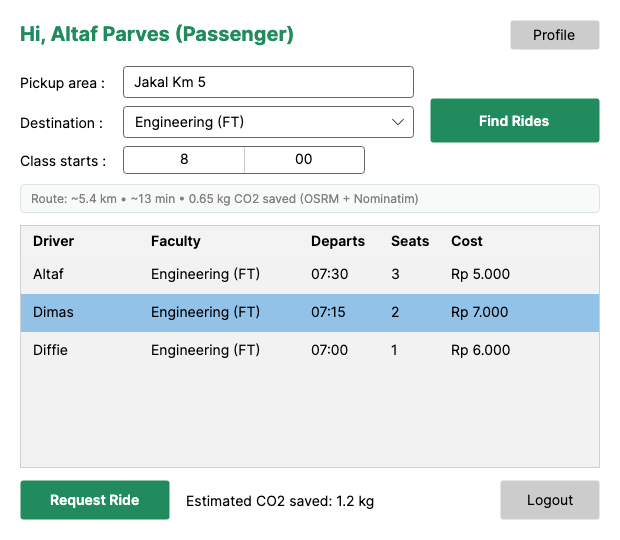 Hi, Altaf Parves (Passenger)
Profile
Pickup area :
Jakal Km 5
Destination :
Engineering (FT)
Find Rides
Class starts :
8
00
Route: ~5.4 km • ~13 min • 0.65 kg CO2 saved (OSRM + Nominatim)
Driver Faculty Departs Seats Cost
Altaf Engineering (FT) 07:30 3 Rp 5.000
Dimas Engineering (FT) 07:15 2 Rp 7.000
Diffie Engineering (FT) 07:00 1 Rp 6.000
Request Ride
Estimated CO2 saved: 1.2 kg
Logout